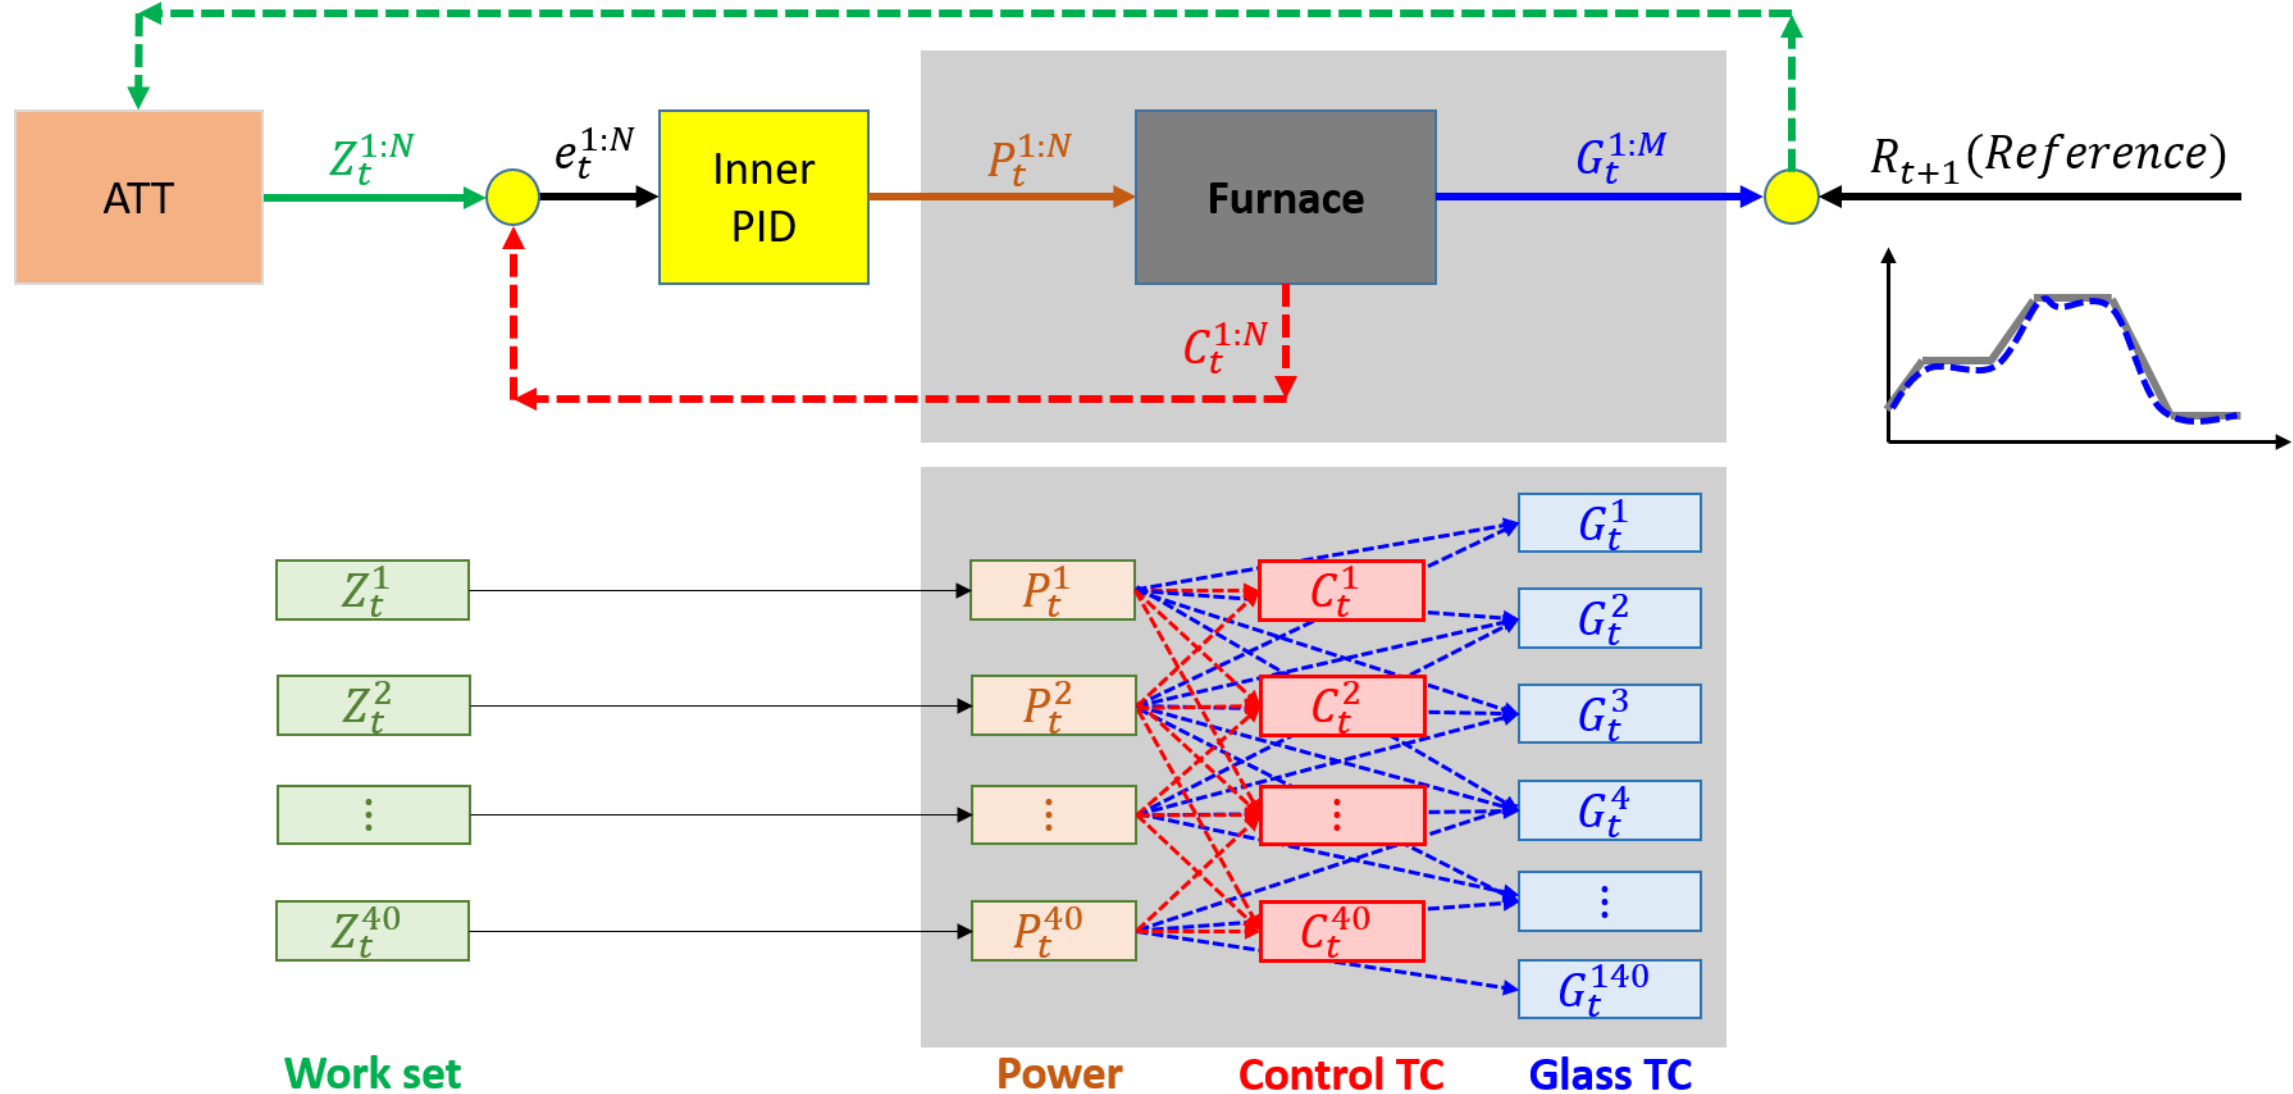 ATT
Z_t^{1:N}
e_t^{1:N}
Inner
PID
P_t^{1:N}
Furnace
G_t^{1:M}
R_{t+1}(Reference)
C_t^{1:N}
Z_t^1
P_t^1
C_t^1
G_t^1
G_t^2
Z_t^2
P_t^2
C_t^2
G_t^3
⋮
⋮
⋮
G_t^4
⋮
Z_t^{40}
P_t^{40}
C_t^{40}
G_t^{140}
Work set
Power
Control TC
Glass TC